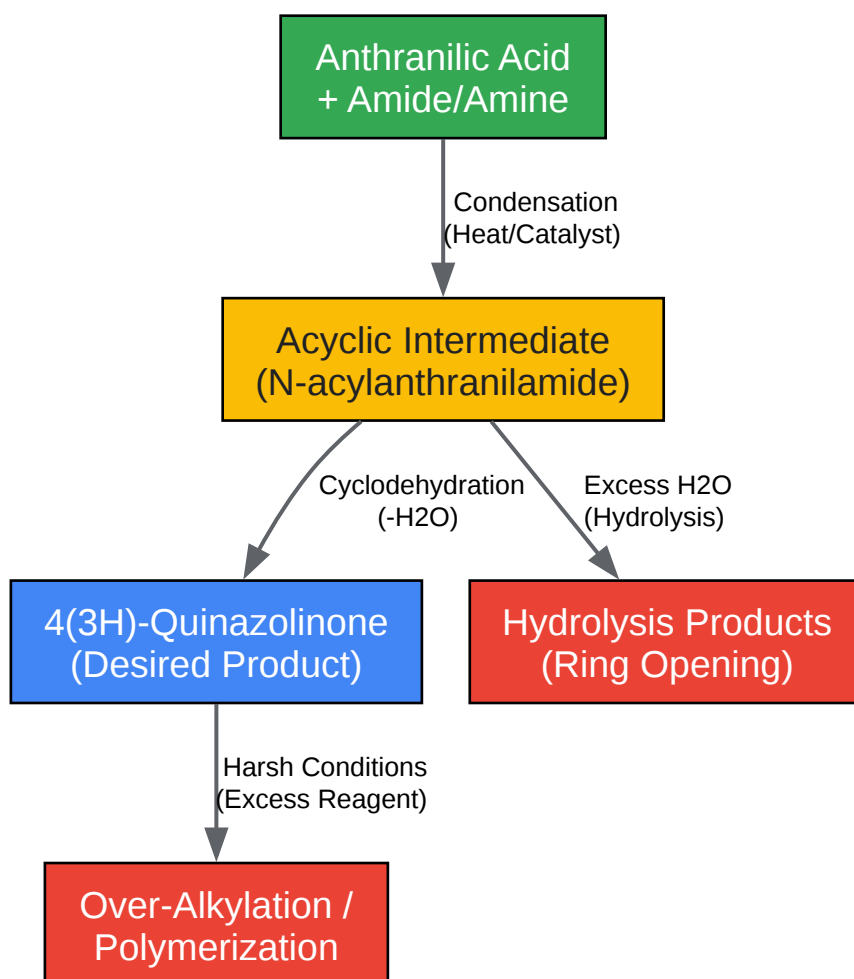 Anthranilic Acid
+ Amide/Amine
Condensation
(Heat/Catalyst)
Acyclic Intermediate
(N-acylanthranilamide)
Cyclodehydration
(-H2O)
Excess H2O
(Hydrolysis)
4(3H)-Quinazolinone
(Desired Product)
Hydrolysis Products
(Ring Opening)
Harsh Conditions
(Excess Reagent)
Over-Alkylation /
Polymerization